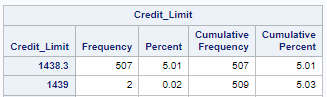 Credit_Limit
Credit_Limit Frequency Percent Cumulative Frequency Cumulative Percent
1438.3 507 5.01 507 5.01
1439 2 0.02 509 5.03